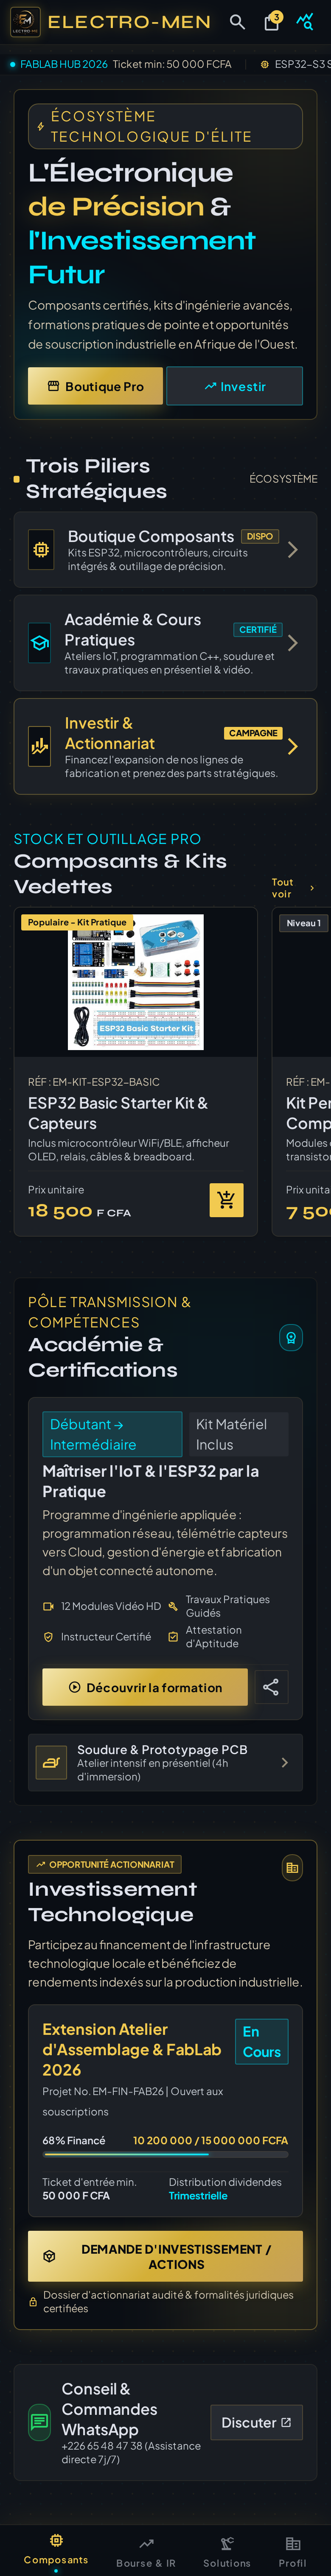 ELECTRO-MEN
3
FABLAB HUB 2026 Ticket min: 50 000 FCFA
ESP32-S3 S
ÉCOSYSTÈME
TECHNOLOGIQUE D'ÉLITE
L'Électronique
de Précision &
l'Investissement
Futur
Composants certifiés, kits d'ingénierie avancés,
formations pratiques de pointe et opportunités
de souscription industrielle en Afrique de l'Ouest.
Boutique Pro
Investir
Trois Piliers
Stratégiques
ÉCOSYSTÈME
Boutique Composants
DISPO
Kits ESP32, microcontrôleurs, circuits
intégrés & outillage de précision.
Académie & Cours
Pratiques
CERTIFIÉ
Ateliers IoT, programmation C++, soudure et
travaux pratiques en présentiel & vidéo.
Investir &
Actionnariat
CAMPAGNE
Financez l'expansion de nos lignes de
fabrication et prenez des parts stratégiques.
STOCK ET OUTILLAGE PRO
Composants & Kits
Vedettes
Tout
voir
Populaire - Kit Pratique
ESP32 Basic Starter Kit
RÉF : EM-KIT-ESP32-BASIC
ESP32 Basic Starter Kit &
Capteurs
Inclus microcontrôleur WiFi/BLE, afficheur
OLED, relais, câbles & breadboard.
Prix unitaire
18 500 F CFA
Niveau 1
RÉF : EM-
Kit Per
Comp
Modules
transistor
Prix unita
7 500
PÔLE TRANSMISSION &
COMPÉTENCES
Académie &
Certifications
Débutant →
Intermédiaire
Kit Matériel
Inclus
Maîtriser l'IoT & l'ESP32 par la
Pratique
Programme d'ingénierie appliquée :
programmation réseau, télémétrie capteurs
vers Cloud, gestion d'énergie et fabrication
d'un objet connecté autonome.
12 Modules Vidéo HD
Travaux Pratiques
Guidés
Instructeur Certifié
Attestation
d'Aptitude
Découvrir la formation
Soudure & Prototypage PCB
Atelier intensif en présentiel (4h
d'immersion)
OPPORTUNITÉ ACTIONNARIAT
Investissement
Technologique
Participez au financement de l'infrastructure
technologique locale et bénéficiez de
rendements indexés sur la production industrielle.
Extension Atelier
d'Assemblage & FabLab
2026
En
Cours
Projet No. EM-FIN-FAB26 | Ouvert aux
souscriptions
68% Financé
10 200 000 / 15 000 000 FCFA
Ticket d'entrée min.
50 000 F CFA
Distribution dividendes
Trimestrielle
DEMANDE D'INVESTISSEMENT /
ACTIONS
Dossier d'actionnariat audité & formalités juridiques
certifiées
Conseil &
Commandes
WhatsApp
+226 65 48 47 38 (Assistance
directe 7j/7)
Discuter
Composants
Bourse & IR
Solutions
Profil